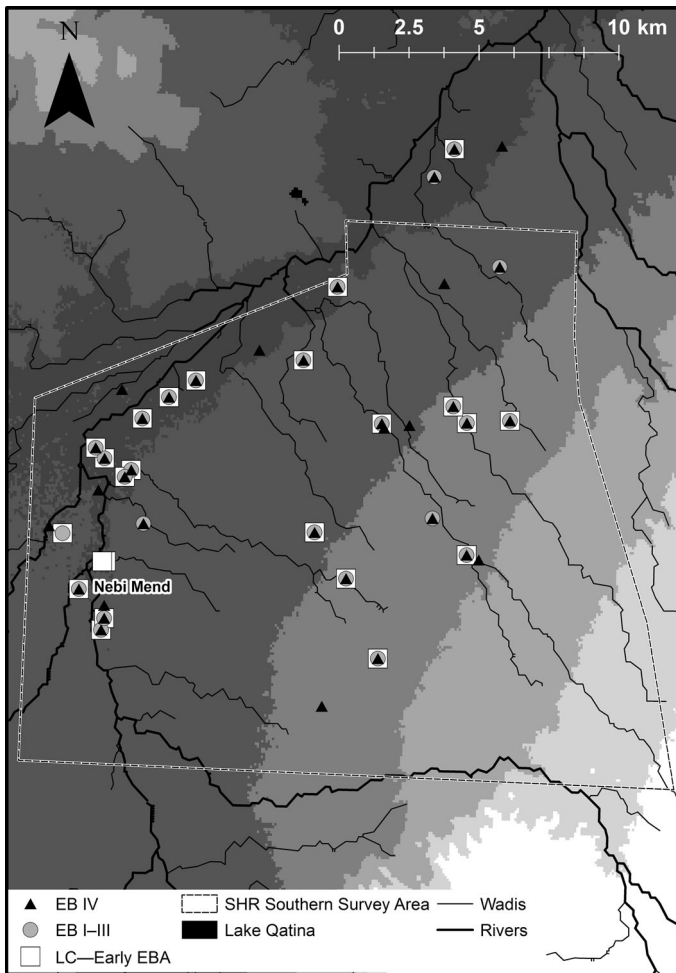 N
0 2.5 5 10 km
Nebi Mend
EB IV
EB I–III
LC—Early EBA
SHR Southern Survey Area
Lake Qatina
Wadis
Rivers